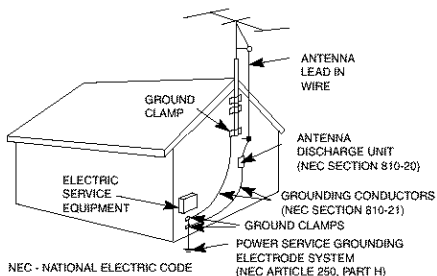 ANTENNA
LEAD IN
WIRE
GROUND
CLAMP
ANTENNA
DISCHARGE UNIT
(NEC SECTION 810-20)
ELECTRIC
SERVICE
EQUIPMENT
GROUNDING CONDUCTORS
(NEC SECTION 810-21)
GROUND CLAMPS
POWER SERVICE GROUNDING
ELECTRODE SYSTEM
(NEC ARTICLE 250, PART H)
NEC - NATIONAL ELECTRIC CODE